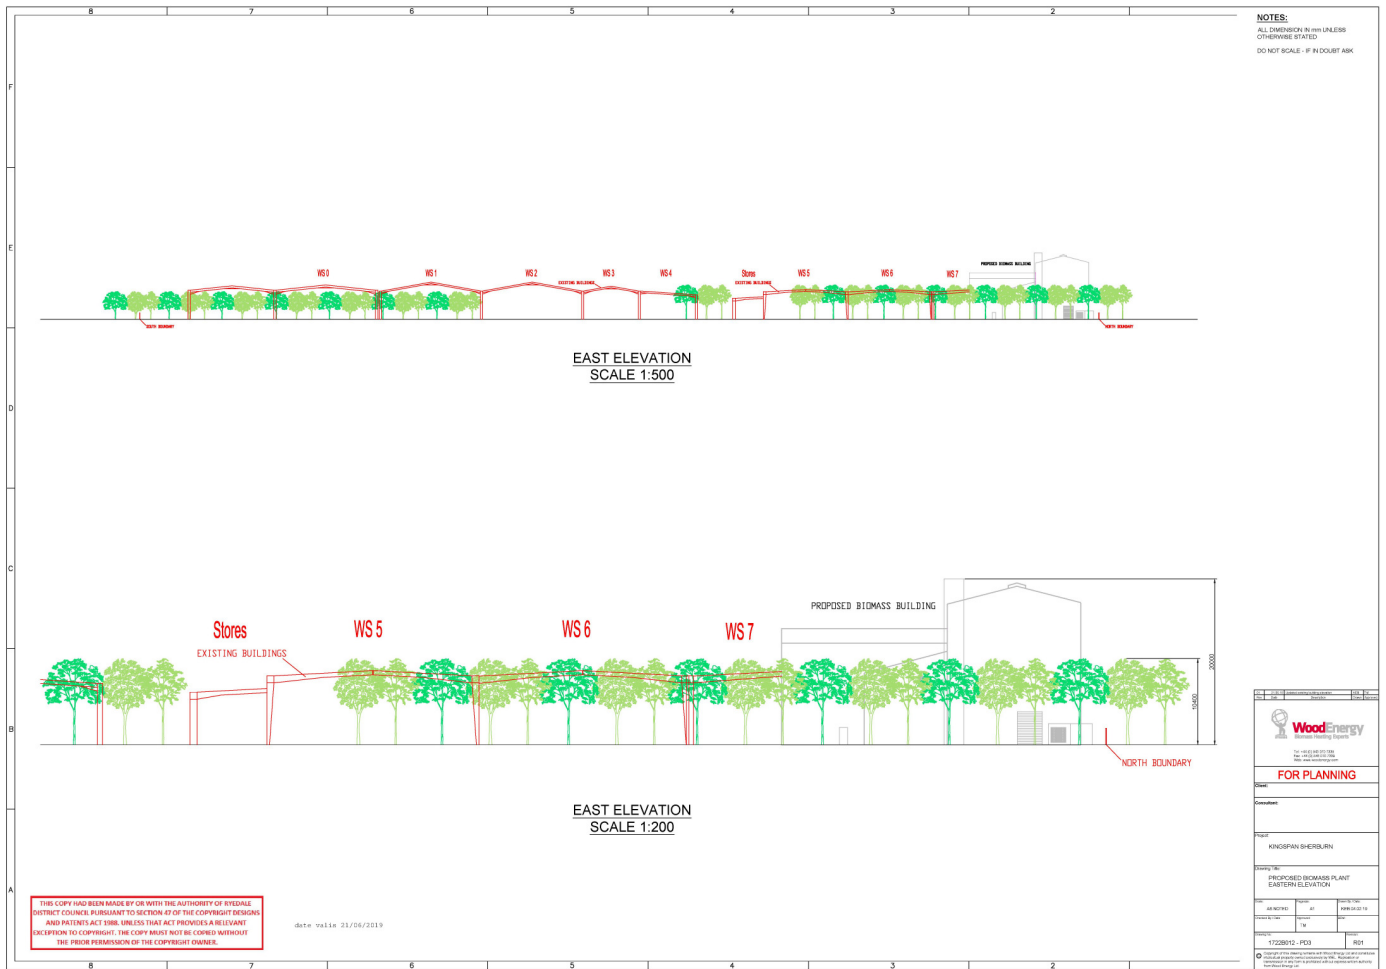 8 7 6 5 4 3 2
F
E
D
C
B
A
NOTES:
ALL DIMENSION IN mm UNLESS
OTHERWISE STATED
DO NOT SCALE - IF IN DOUBT ASK
WS 0 WS 1 WS 2 WS 3 WS 4 Stores WS 5 WS 6 WS 7
PROPOSED BIOMASS BUILDING
EXISTING BUILDINGS EXISTING BUILDINGS
SOUTH BOUNDARY NORTH BOUNDARY
EAST ELEVATION
SCALE 1:500
PROPOSED BIOMASS BUILDING
Stores WS 5 WS 6 WS 7
EXISTING BUILDINGS
20000
10400
NORTH BOUNDARY
EAST ELEVATION
SCALE 1:200
WoodEnergy
Biomass Heating Experts
FOR PLANNING
Client:
Consultant:
Project:
KINGSPAN SHERBURN
Drawing Title:
PROPOSED BIOMASS PLANT
EASTERN ELEVATION
AS NOTED A1
TM
1722B012 - PD3 R01
THIS COPY HAD BEEN MADE BY OR WITH THE AUTHORITY OF RYEDALE
DISTRICT COUNCIL PURSUANT TO SECTION 47 OF THE COPYRIGHT DESIGNS
AND PATENTS ACT 1988. UNLESS THAT ACT PROVIDES A RELEVANT
EXCEPTION TO COPYRIGHT, THE COPY MUST NOT BE COPIED WITHOUT
THE PRIOR PERMISSION OF THE COPYRIGHT OWNER.
date valis 21/06/2019
8 7 6 5 4 3 2